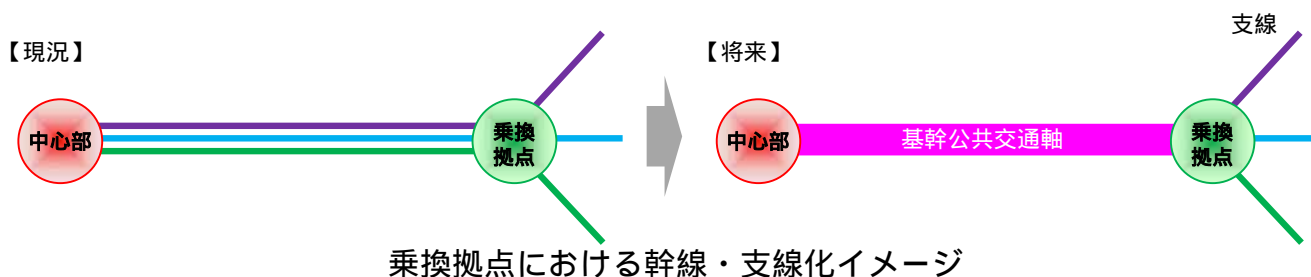 【現況】
中心部
乗換
拠点
【将来】
支線
中心部
基幹公共交通軸
乗換
拠点
乗換拠点における幹線・支線化イメージ